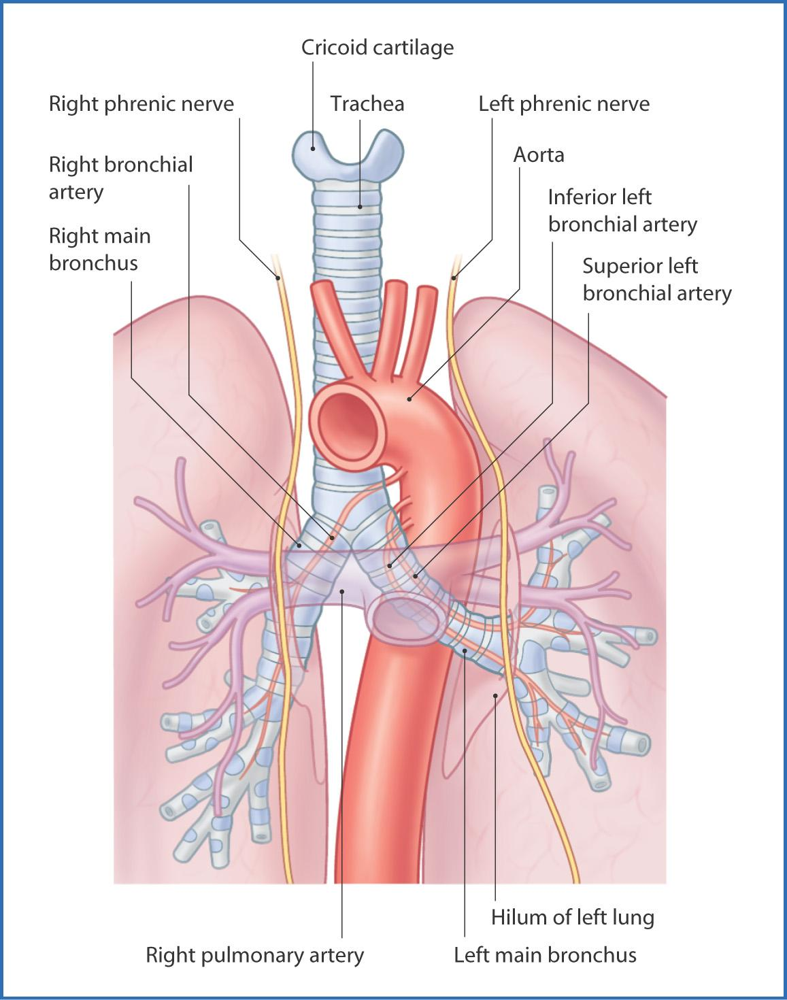 Cricoid cartilage
Right phrenic nerve
Trachea
Left phrenic nerve
Right bronchial
artery
Aorta
Inferior left
bronchial artery
Right main
bronchus
Superior left
bronchial artery
Hilum of left lung
Right pulmonary artery
Left main bronchus